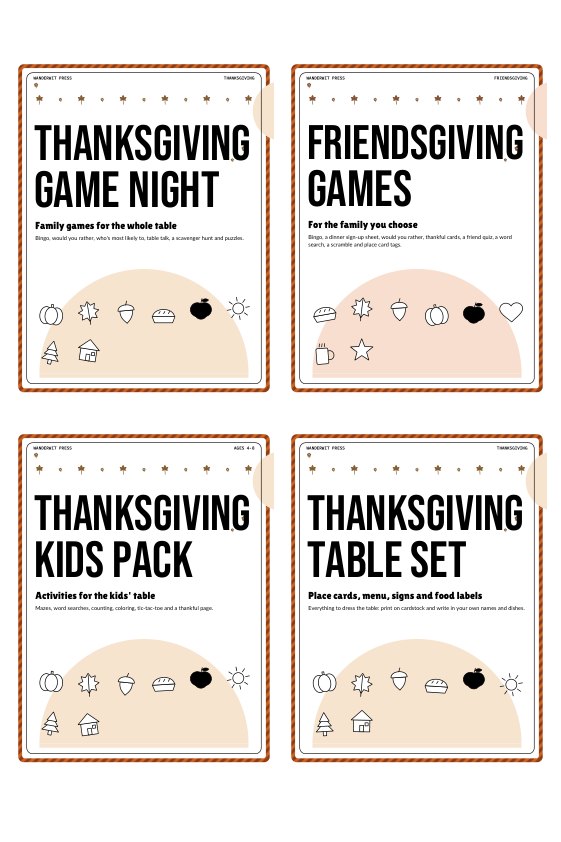 WANDERWET PRESS THANKSGIVING
THANKSGIVING
GAME NIGHT
Family games for the whole table
Bingo, would you rather, who's most likely to, table talk, a scavenger hunt and puzzles.
WANDERWET PRESS FRIENDSGIVING
FRIENDSGIVING
GAMES
For the family you choose
Bingo, a dinner sign-up sheet, would you rather, thankful cards, a friend quiz, a word
search, a scramble and place card tags.
WANDERWET PRESS AGES 4-8
THANKSGIVING
KIDS PACK
Activities for the kids' table
Mazes, word searches, counting, coloring, tic-tac-toe and a thankful page.
WANDERWET PRESS THANKSGIVING
THANKSGIVING
TABLE SET
Place cards, menu, signs and food labels
Everything to dress the table: print on cardstock and write in your own names and dishes.